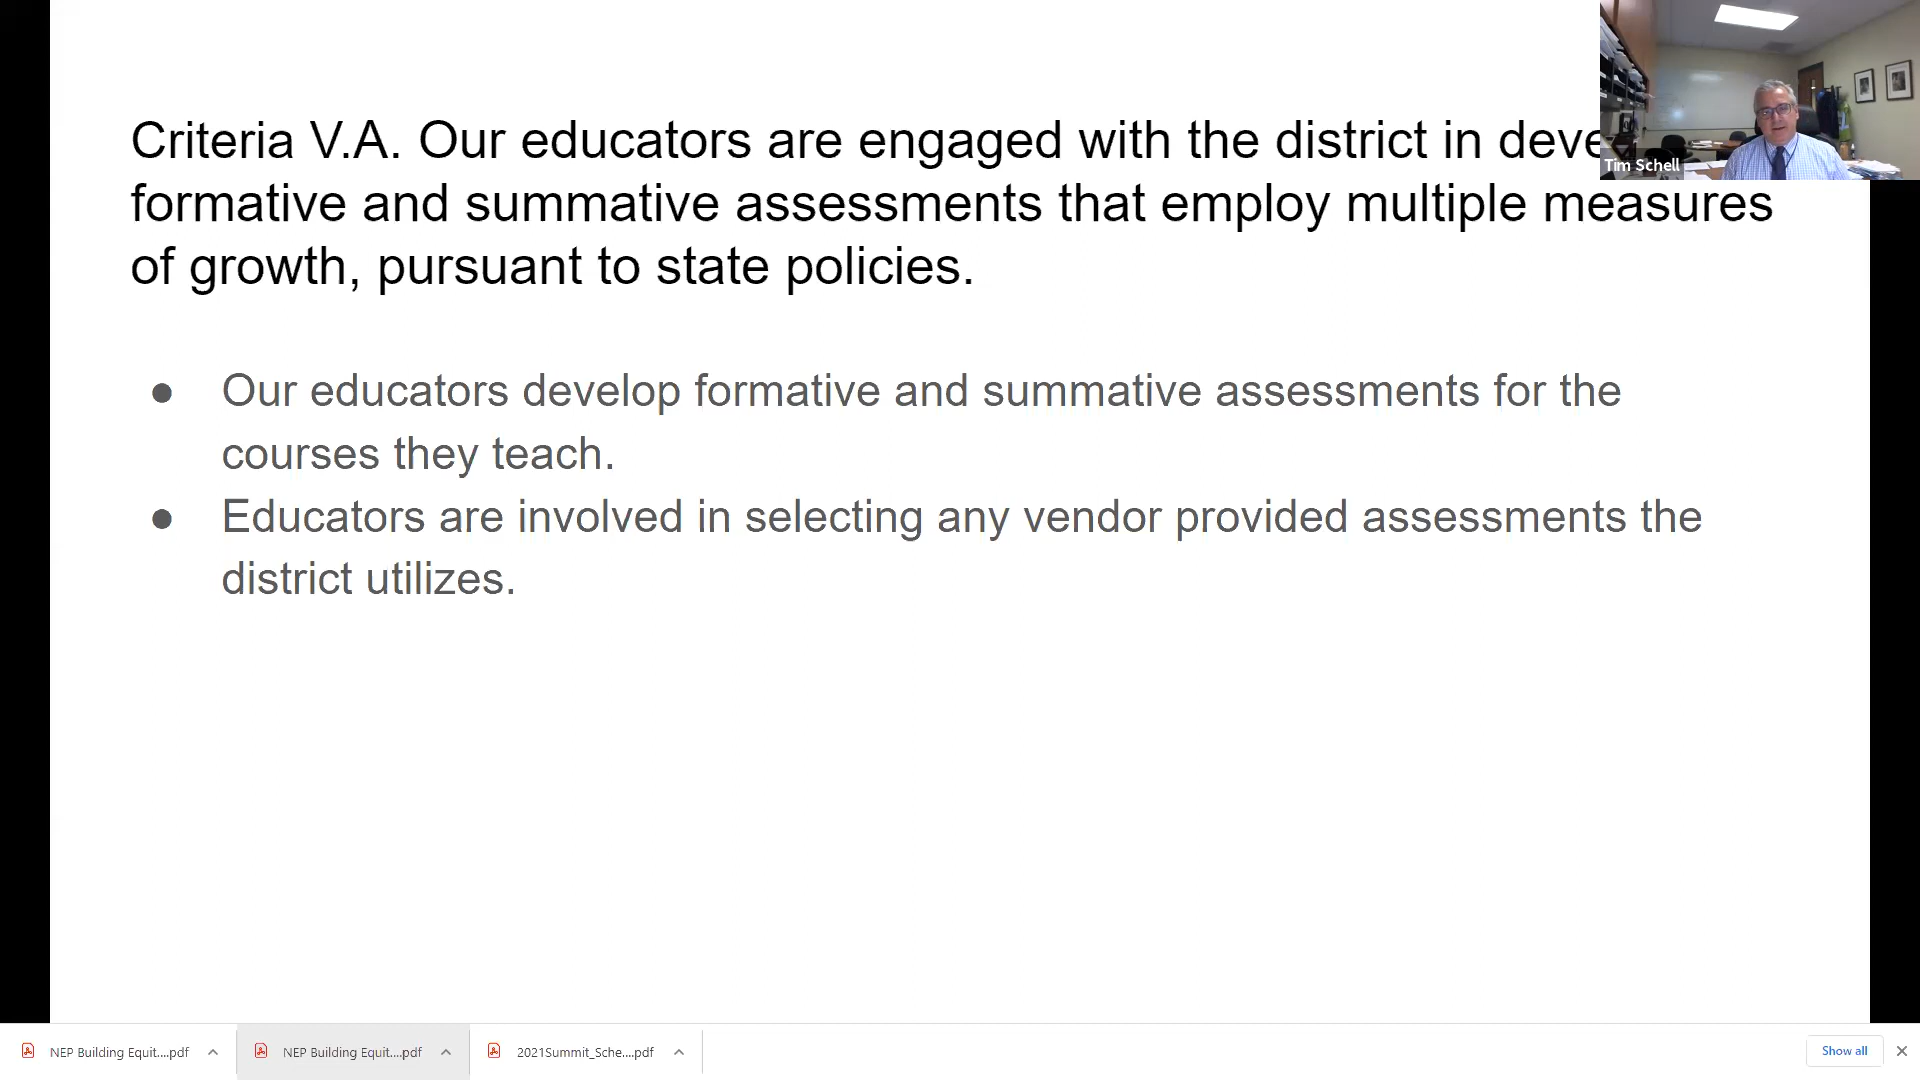 Criteria V.A. Our educators are engaged with the district in deve
formative and summative assessments that employ multiple measures
of growth, pursuant to state policies.
● Our educators develop formative and summative assessments for the
courses they teach.
● Educators are involved in selecting any vendor provided assessments the
district utilizes.
Tim Schell
NEP Building Equit....pdf
NEP Building Equit....pdf
2021Summit_Sche....pdf
Show all